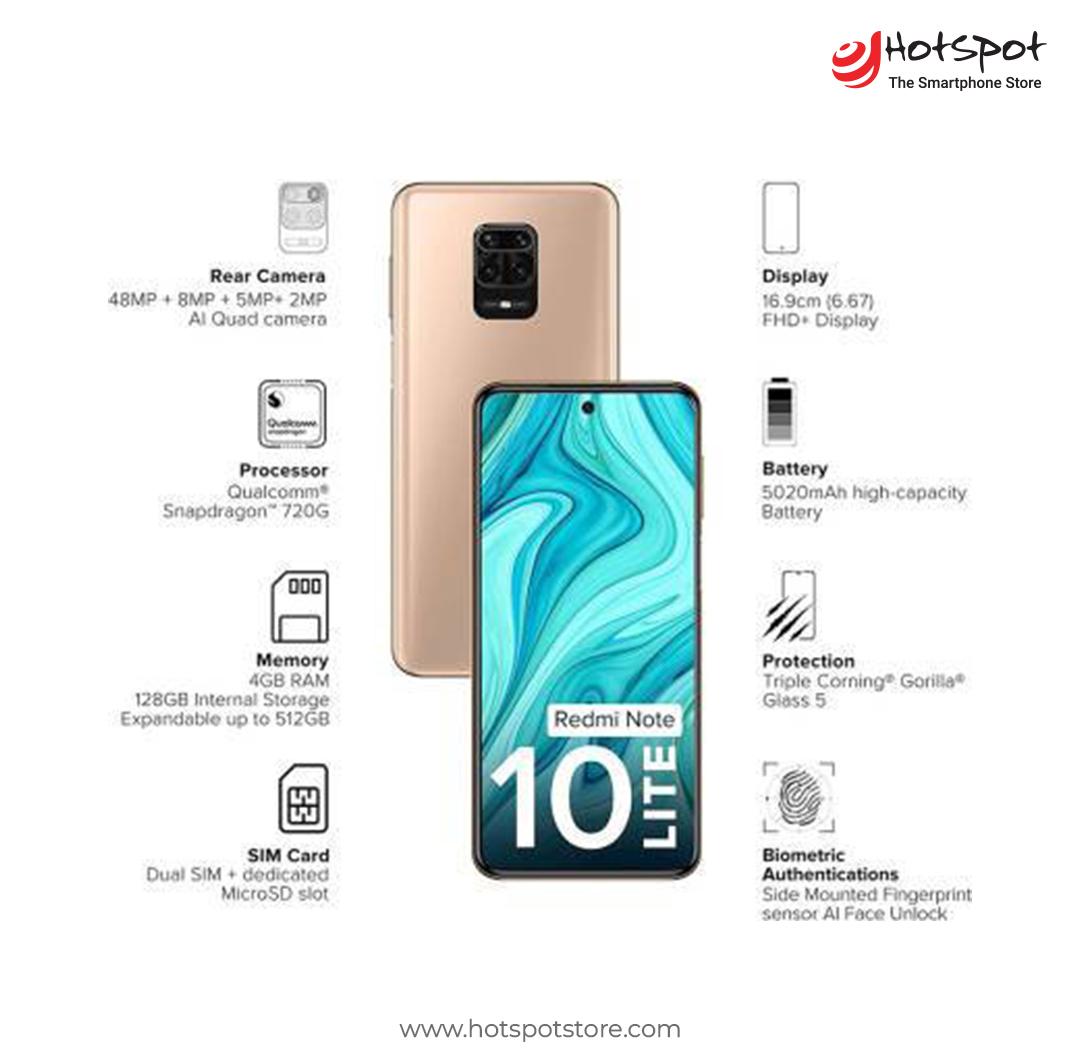 HOTSPOT
The Smartphone Store
Rear Camera
48MP + 8MP + 5MP+ 2MP
AI Quad camera
Qualcomm
snapdragon
Processor
Qualcomm®
Snapdragon™ 720G
Memory
4GB RAM
128GB Internal Storage
Expandable up to 512GB
SIM Card
Dual SIM + dedicated
MicroSD slot
Redmi Note
10
LITE
Display
16.9cm (6.67)
FHD+ Display
Battery
5020mAh high-capacity
Battery
Protection
Triple Corning® Gorilla®
Glass 5
Biometric
Authentications
Side Mounted Fingerprint
sensor AI Face Unlock
www.hotspotstore.com